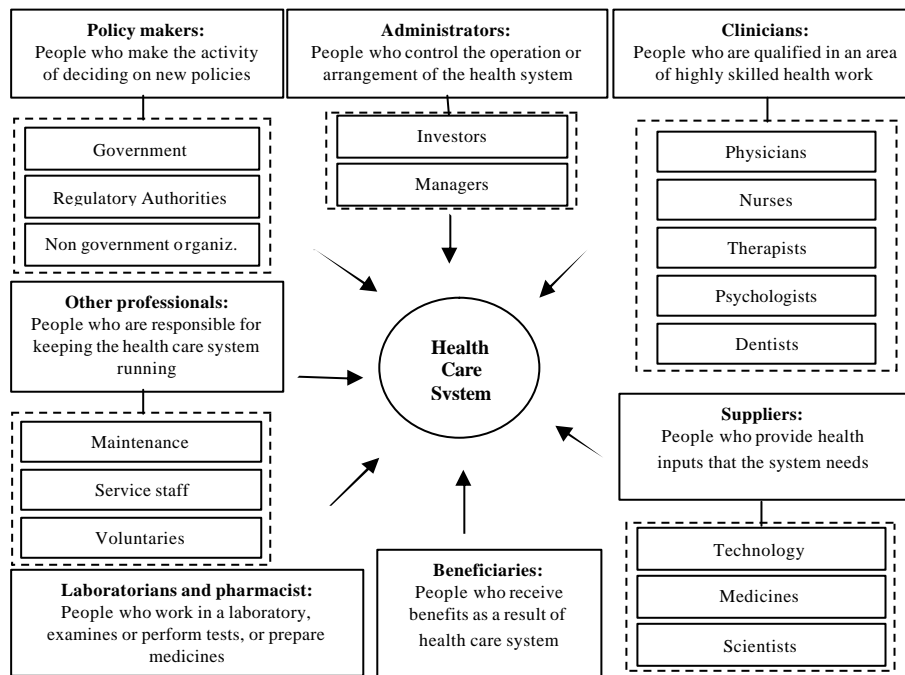 Policy makers:
People who make the activity
of deciding on new policies
Government
Regulatory Authorities
Non government organiz.
Administrators:
People who control the operation or
arrangement of the health system
Investors
Managers
Clinicians:
People who are qualified in an area
of highly skilled health work
Physicians
Nurses
Therapists
Psychologists
Dentists
Other professionals:
People who are responsible for
keeping the health care system
running
Maintenance
Service staff
Voluntaries
Health
Care
System
Suppliers:
People who provide health
inputs that the system needs
Technology
Medicines
Scientists
Laboratorians and pharmacist:
People who work in a laboratory,
examines or perform tests, or prepare
medicines
Beneficiaries:
People who receive
benefits as a result of
health care system